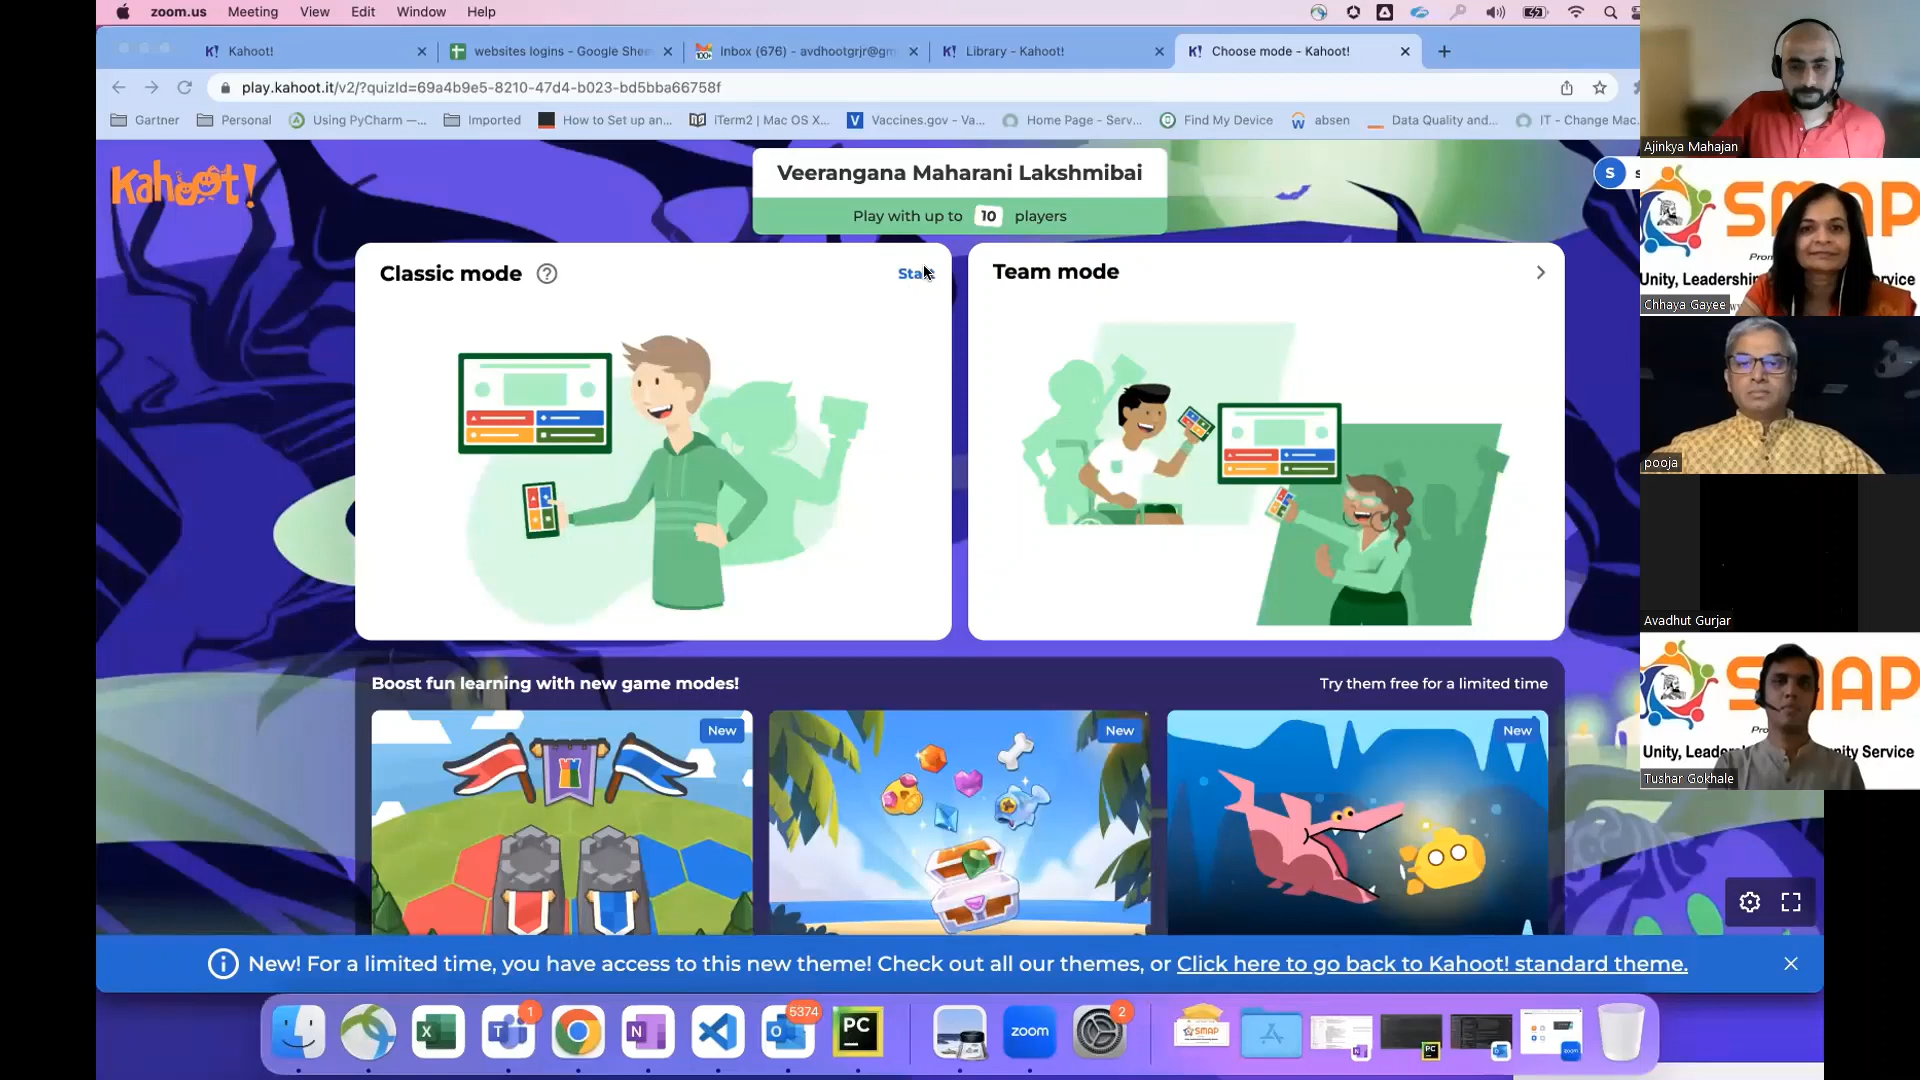 zoom.us Meeting View Edit Window Help
Kahoot!
websites logins - Google Shee
Inbox (676) - avdhootgrjr@gm
Library - Kahoot!
Choose mode - Kahoot!
play.kahoot.it/v2/?quizId=69a4b9e5-8210-47d4-b023-bd5bba66758f
Gartner
Personal
Using PyCharm —...
Imported
How to Set up an...
iTerm2 | Mac OS X...
Vaccines.gov - Va...
Home Page - Serv...
Find My Device
absen
Data Quality and...
IT - Change Mac.
Kahoot!
Veerangana Maharani Lakshmibai
Play with up to 10 players
S
Classic mode
Team mode
Boost fun learning with new game modes!
Try them free for a limited time
New
New
New
New! For a limited time, you have access to this new theme! Check out all our themes, or Click here to go back to Kahoot! standard theme.
1
5374
PC
zoom
2
SMAP
Ajinkya Mahajan
Unity,
Chhaya Gayee
pooja
Avadhut Gurjar
Tushar Gokhale